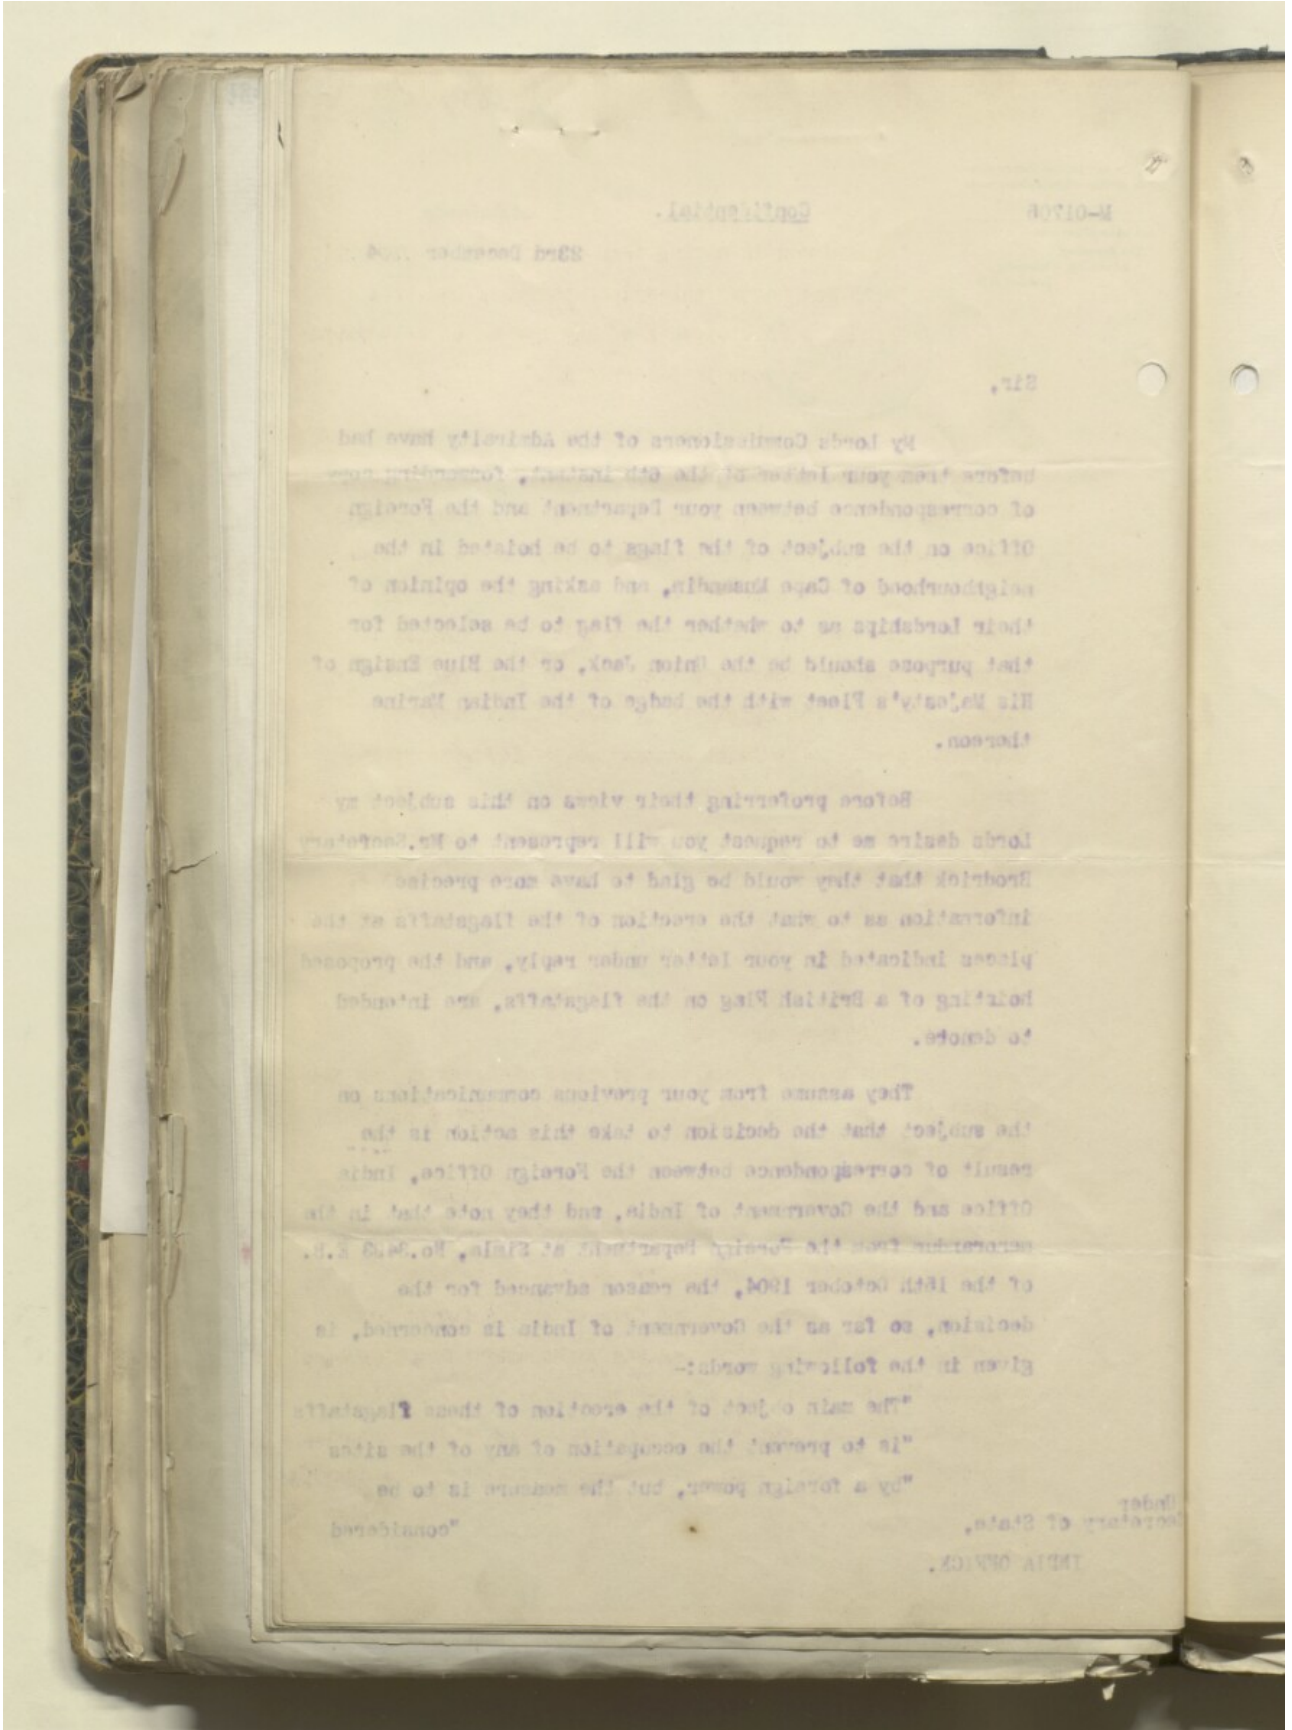 M-01708
Confidential.
23rd December 1904
Sir,
My Lords Commissioners of the Admiralty have had
before them your letter of the 6th instant, forwarding copy
of correspondence between your Department and the Foreign
Office on the subject of the flags to be hoisted in the
neighbourhood of Cape Musandim, and asking the opinion of
their Lordships as to whether the flag to be selected for
that purpose should be the Union Jack, or the Blue Ensign of
His Majesty's Fleet with the badge of the Indian Marine
thereon.
Before proferring their views on this subject my
Lords desire me to request you will represent to Mr.Secretary
Brodrick that they would be glad to have more precise
information as to what the erection of the flagstaffs at the
places indicated in your letter under reply, and the proposed
hoisting of a British Flag on the flagstaffs, are intended
to denote.
They assume from your previous communications on
the subject that the decision to take this action is the
result of correspondence between the Foreign Office, India
Office and the Government of India, and they note that in the
memorandum from the Foreign Department at Simla, No. E.B.
of the 16th October 1904, the reason advanced for the
decision, so far as the Government of India is concerned, is
given in the following words:-
"The main object of the erection of these flagstaffs
"is to prevent the occupation of any of the sites
"by a foreign power, but the measure is to be
"considered
Under
Secretary of State,
INDIA OFFICE.